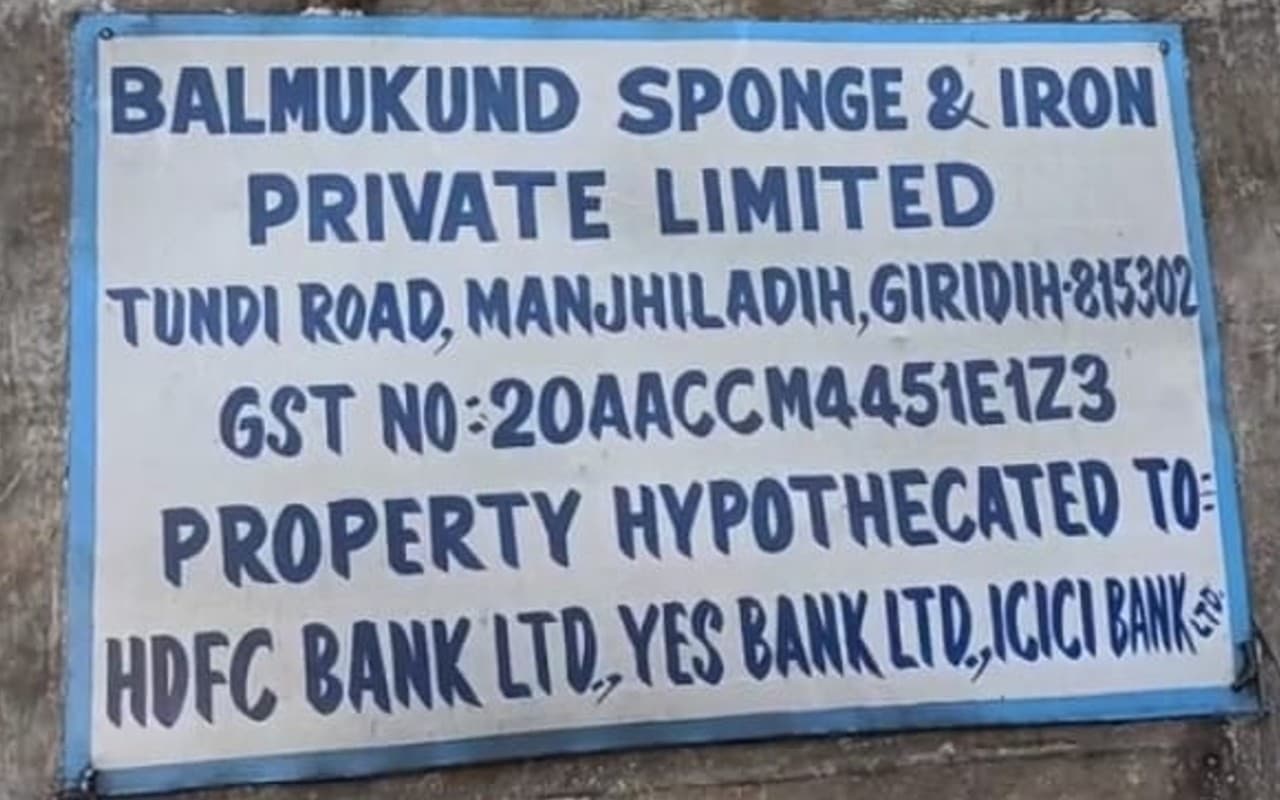 BALMUKUND SPONGE & IRON
PRIVATE LIMITED
TUNDI ROAD, MANJHILADIH, GIRIDIH-815302
GST NO:-20AACCM4451E1Z3
PROPERTY HYPOTHECATED TO:-
HDFC BANK LTD., YES BANK LTD., ICICI BANK LTD.